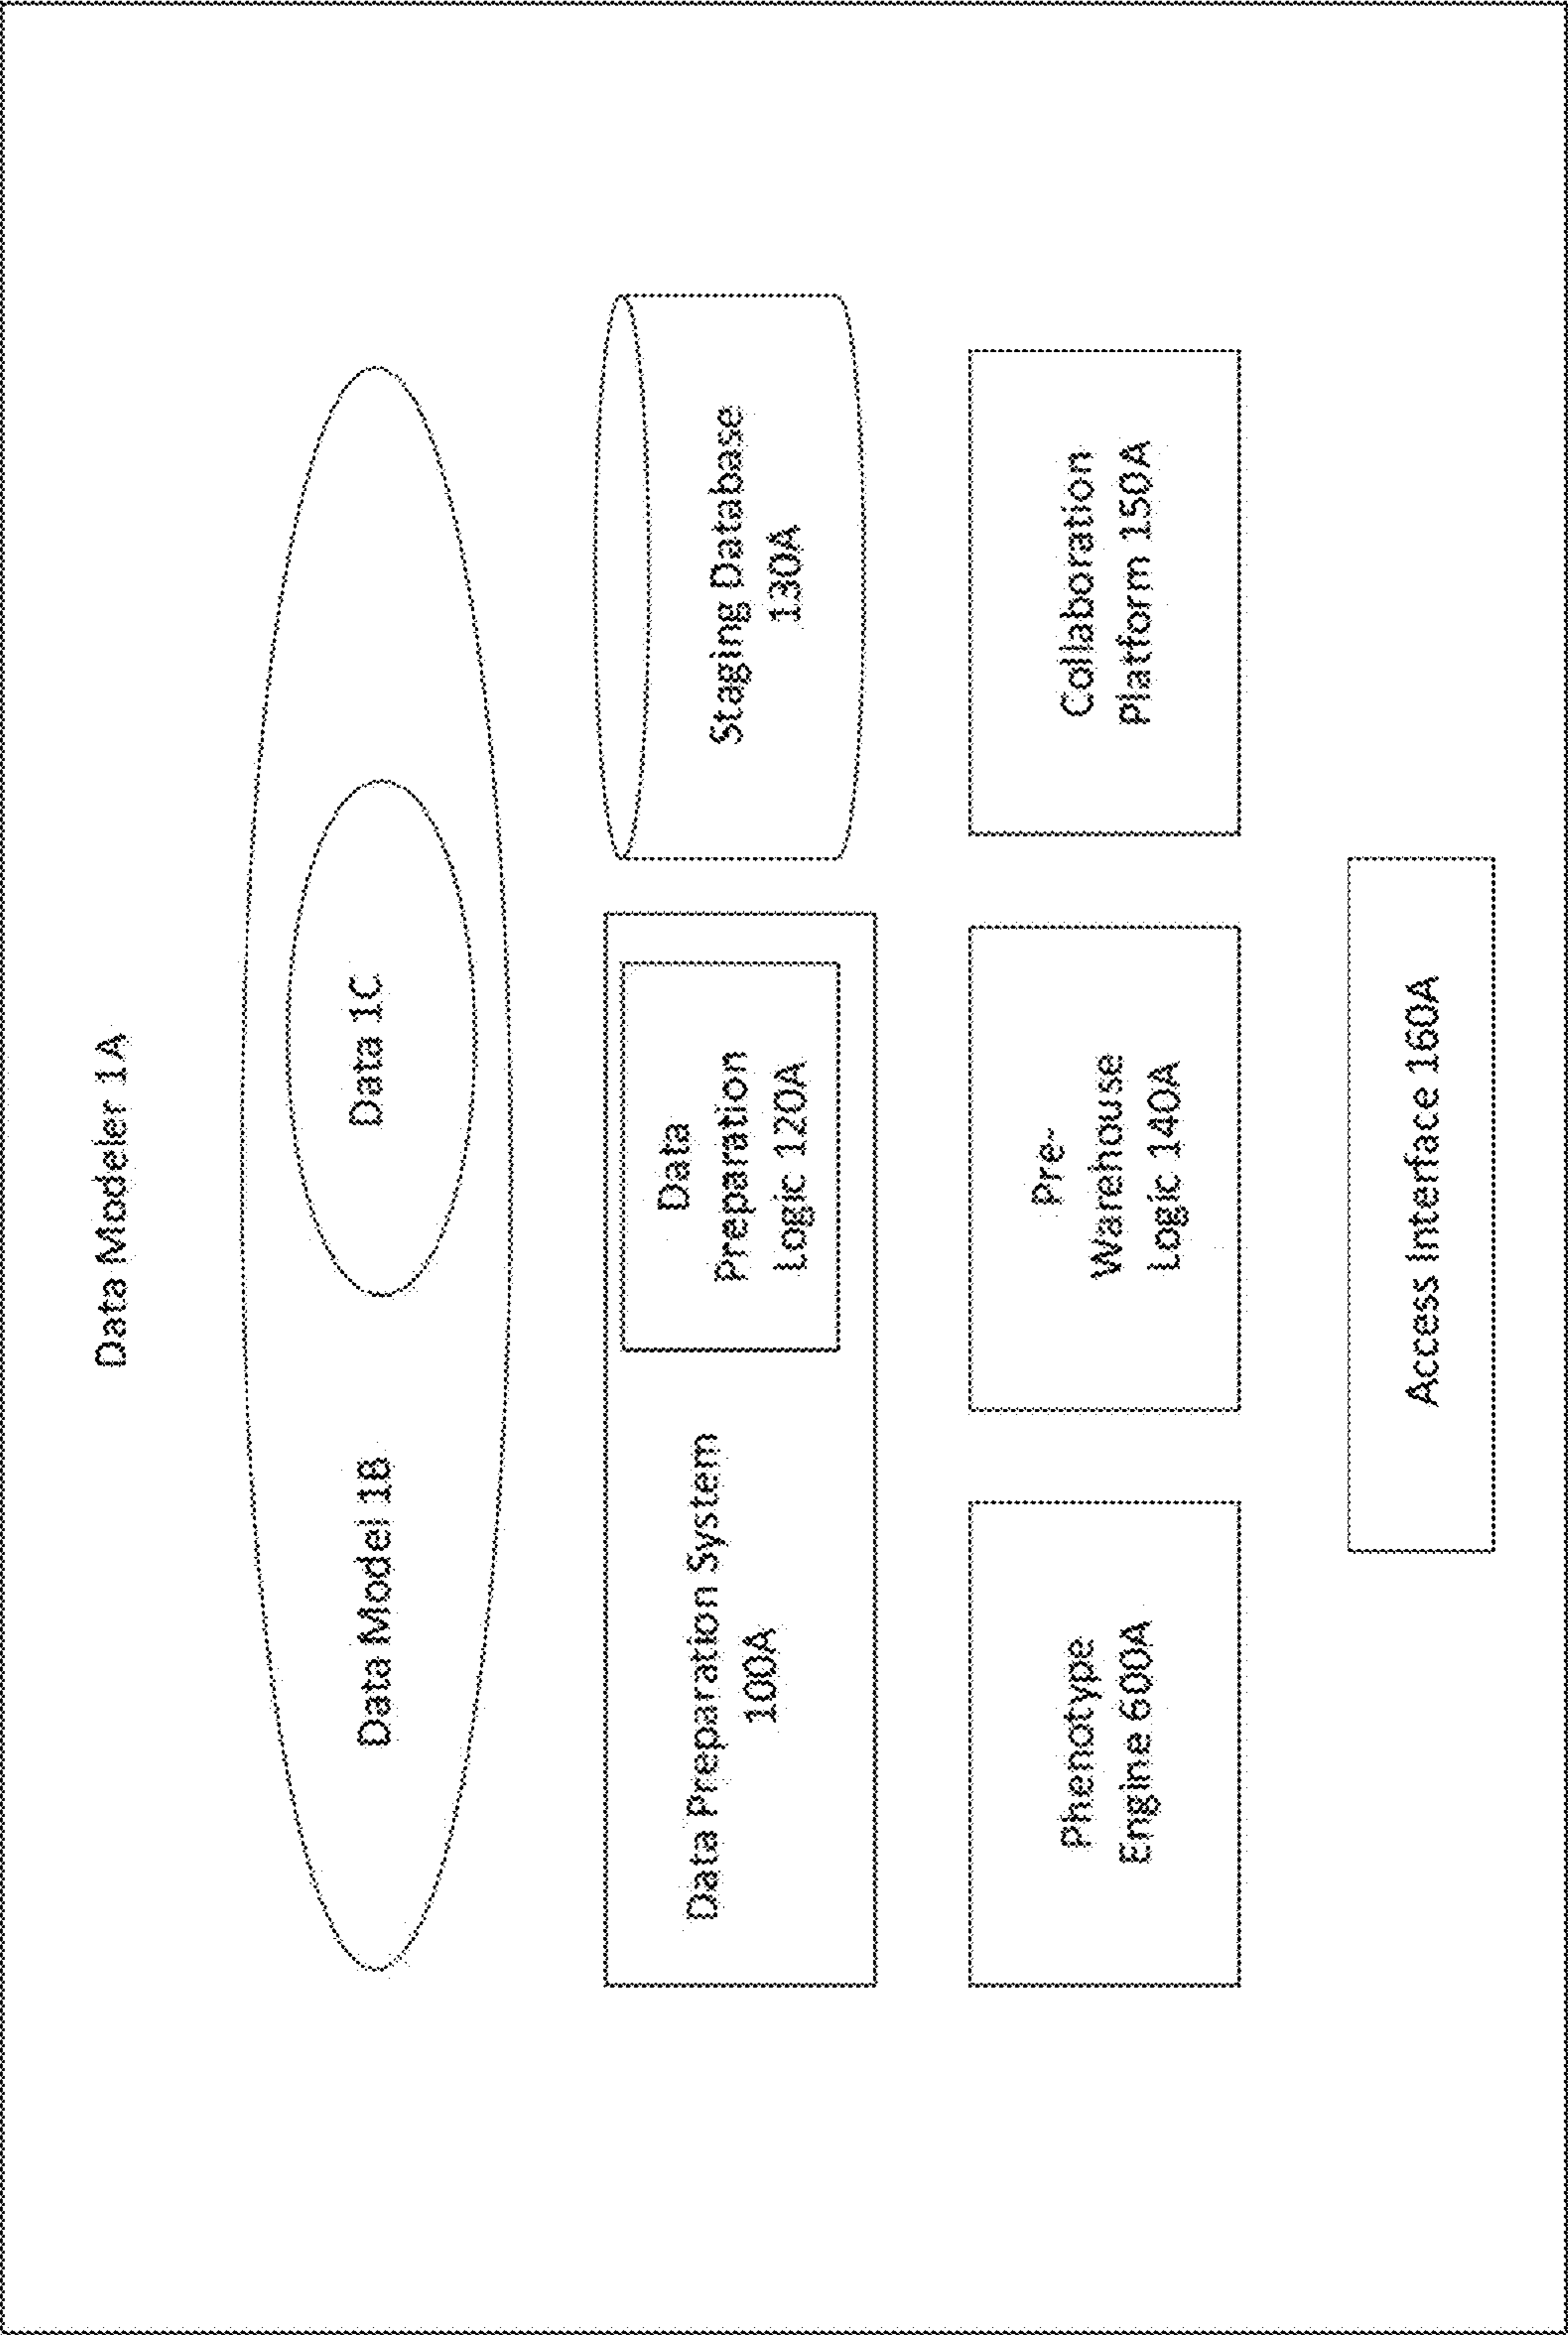 Data Modeler 1A
Data Model 1B
Data 1C
Data Preparation System
100A
Data
Preparation
Logic 120A
Staging Database
130A
Phenotype
Engine 600A
Pre-
Warehouse
Logic 140A
Collaboration
Platform 150A
Access Interface 160A